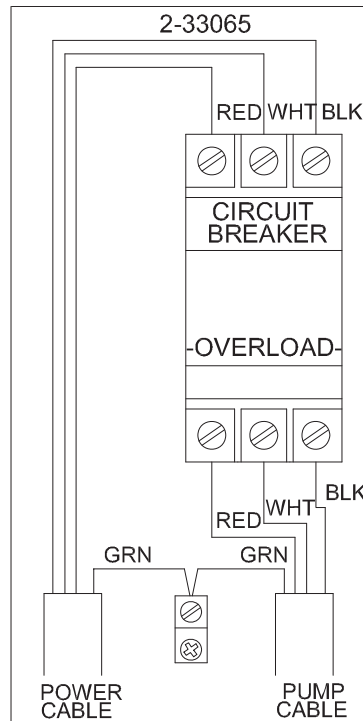 2-33065
RED WHT BLK
CIRCUIT
BREAKER
-OVERLOAD-
BLK
WHT
RED
GRN GRN
POWER
CABLE
PUMP
CABLE